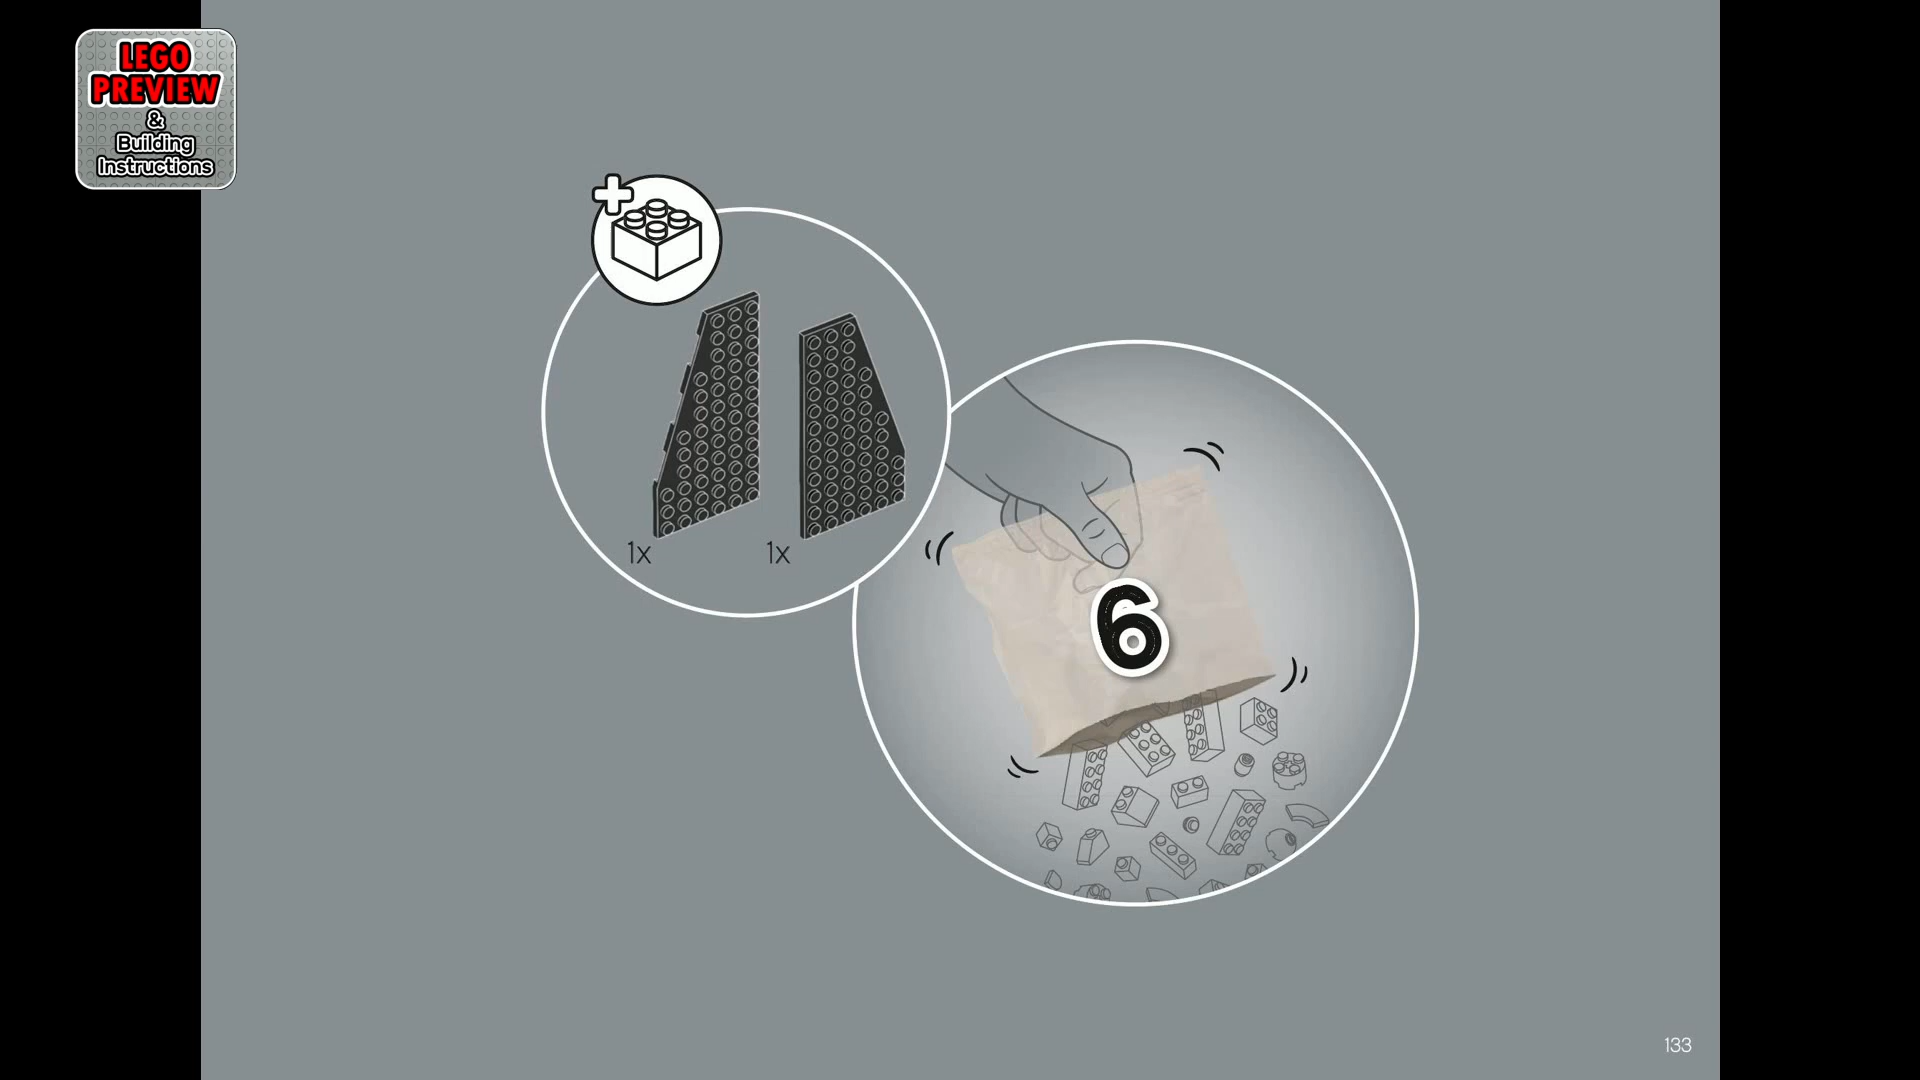 LEGO
PREVIEW
&
Building
Instructions
1x 1x
6
133